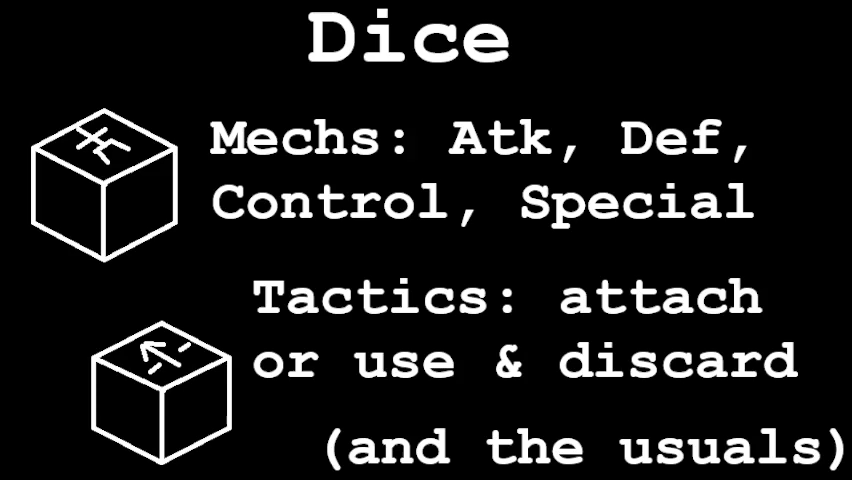 Dice
Mechs: Atk, Def,
Control, Special
Tactics: attach
or use & discard
(and the usuals)